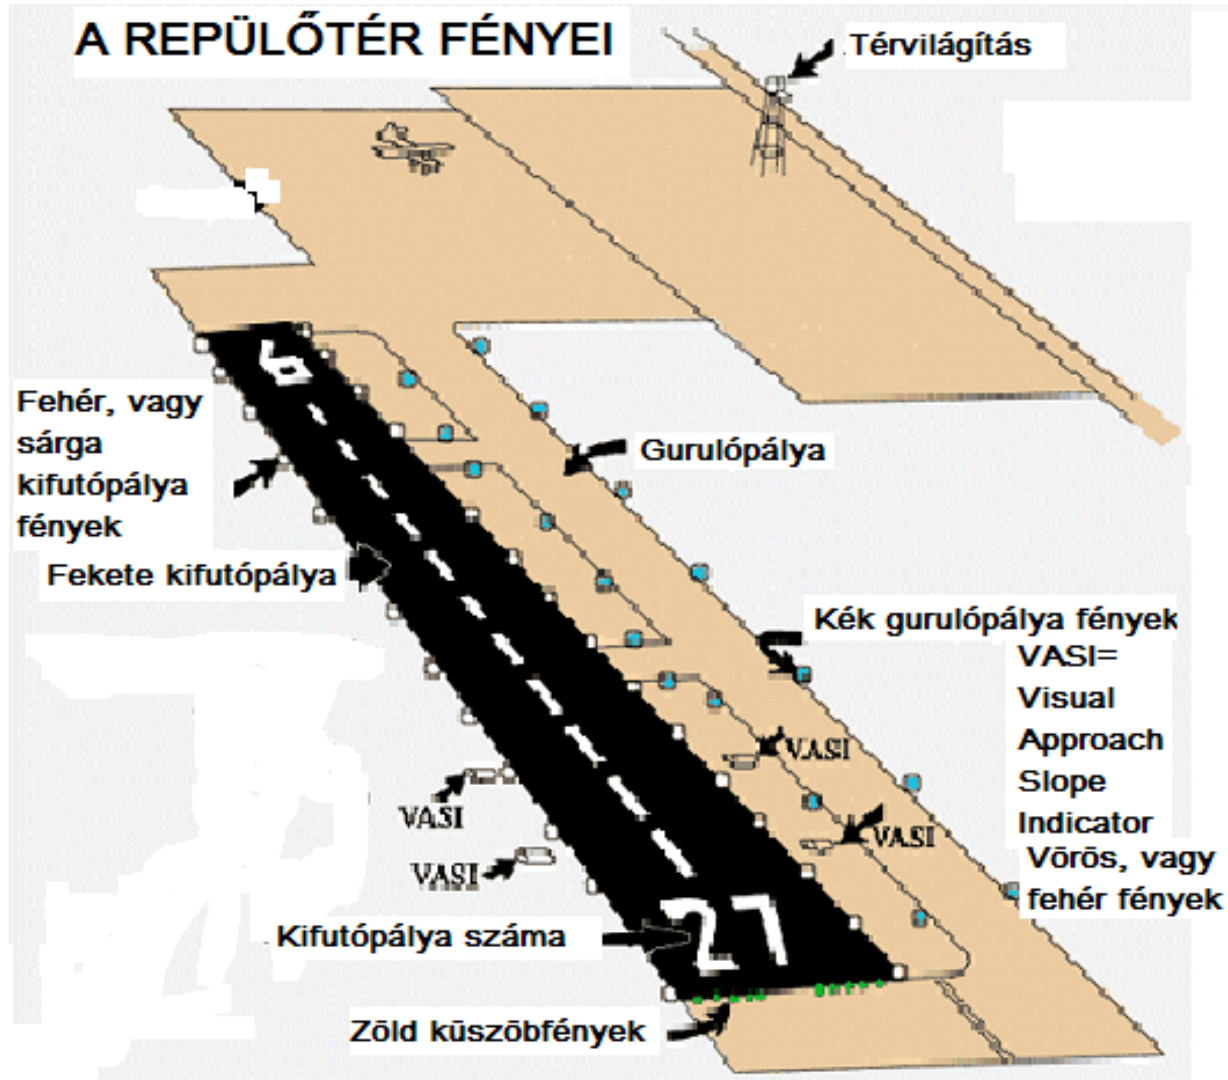 A REPÜLŐTÉR FÉNYEI
Térvilágítás
6
Fehér, vagy
sárga
kifutópálya
fények
Gurulópálya
Fekete kifutópálya
Kék gurulópálya fények
VASI=
Visual
Approach
Slope
Indicator
Vörös, vagy
fehér fények
VASI
VASI
VASI
VASI
27
Kifutópálya száma
Zöld küszöbfények